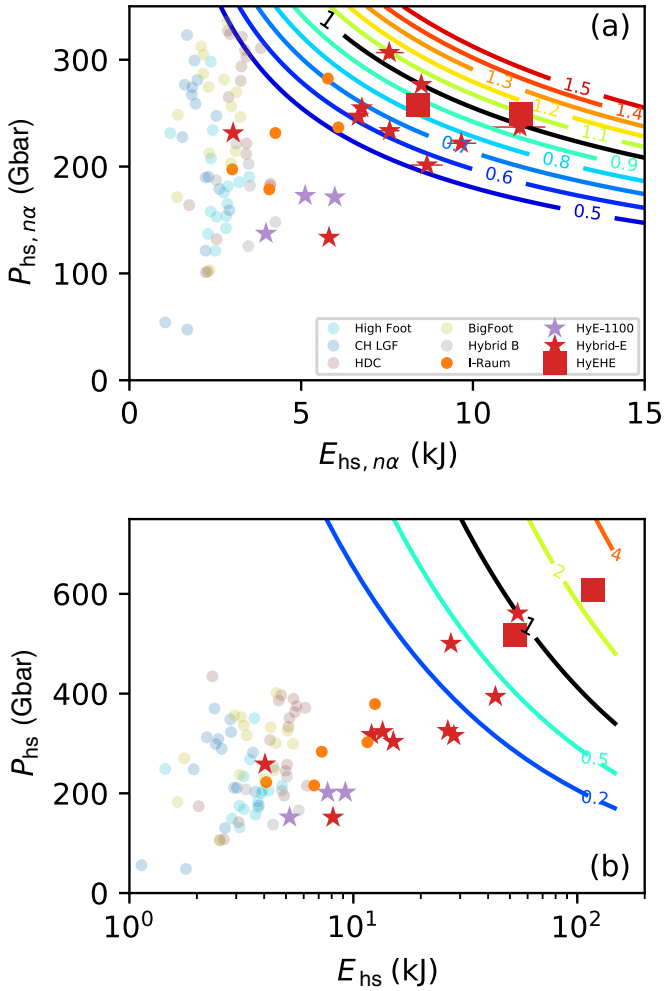 (a)
1
1.5
1.4
1.3
1.2
1.1
0.9
0.8
0.6
0.5
300
200
100
0
P_hs,nα (Gbar)
High Foot
CH LGF
HDC
BigFoot
Hybrid B
I-Raum
HyE-1100
Hybrid-E
HyEHE
0 5 10 15
E_hs,nα (kJ)
4
2
1
0.5
0.2
600
400
200
0
P_hs (Gbar)
(b)
10^0 10^1 10^2
E_hs (kJ)